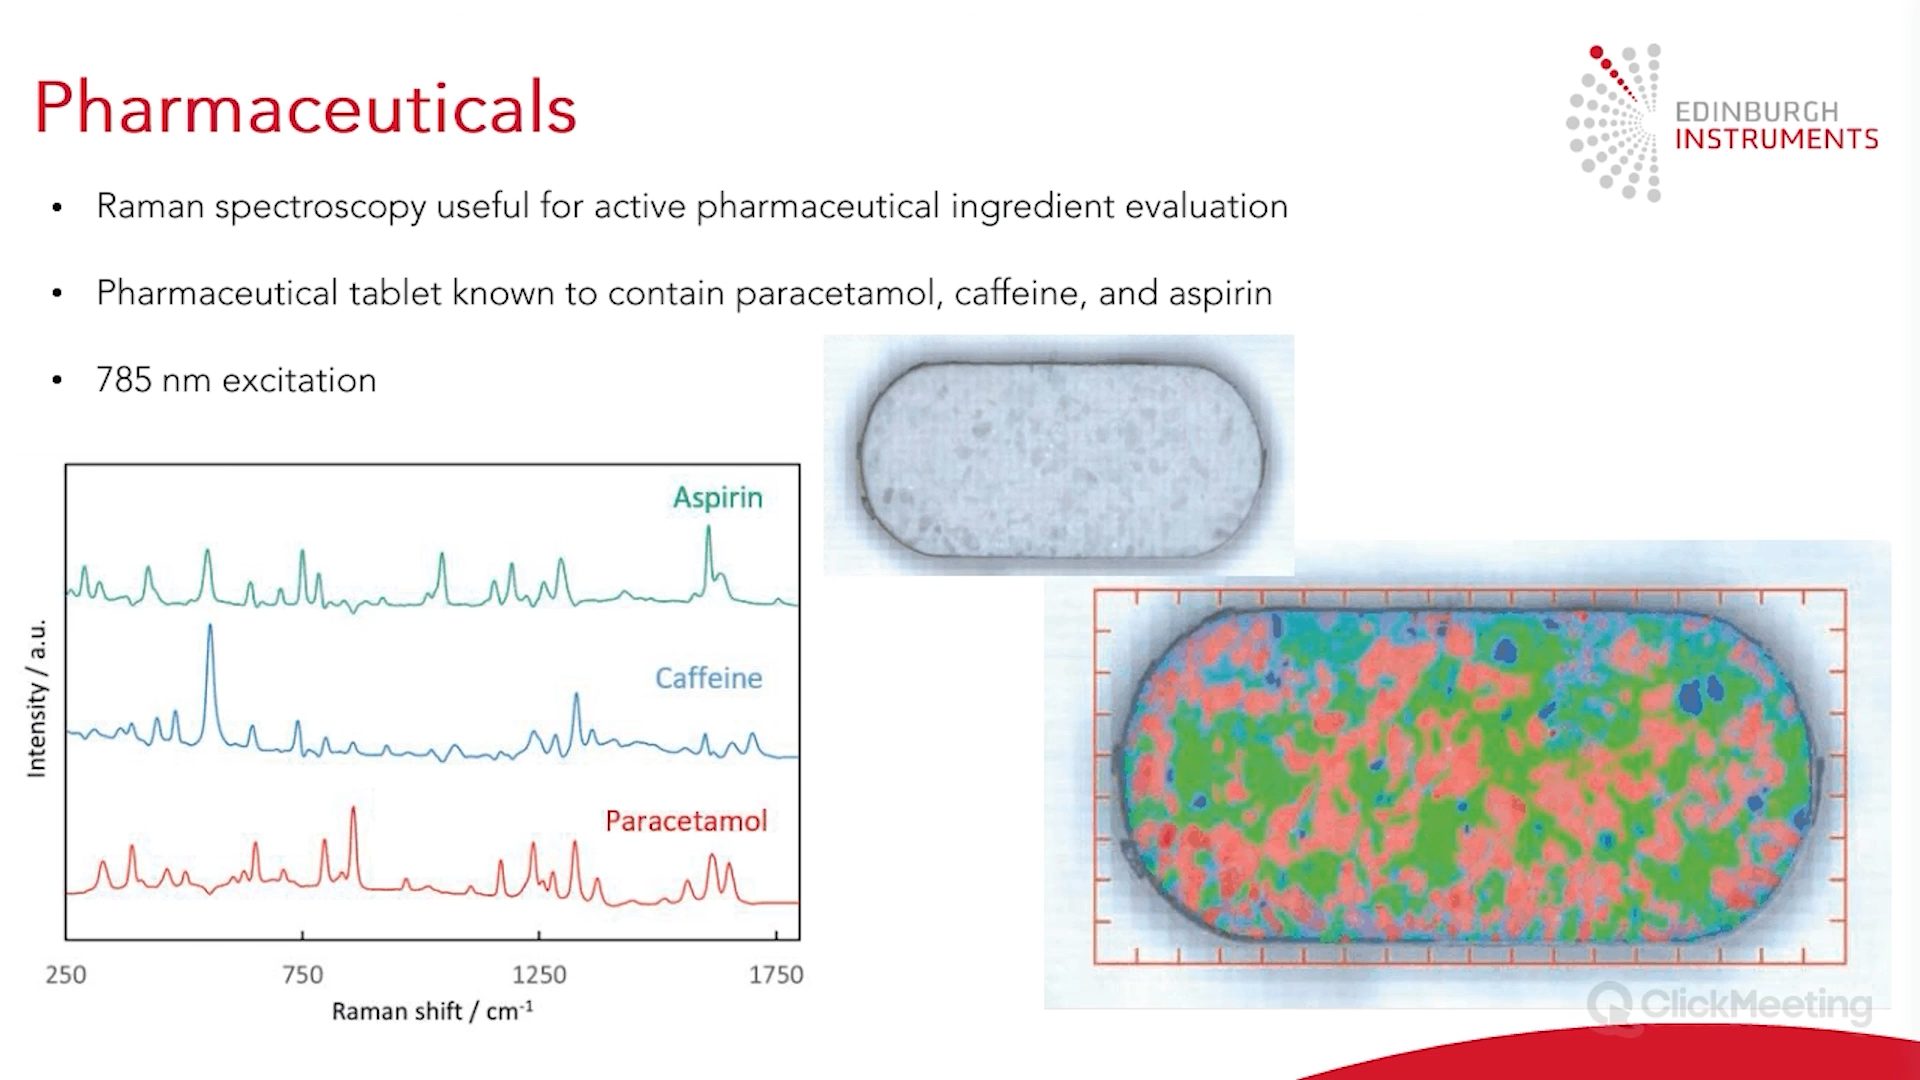 Pharmaceuticals
EDINBURGH
INSTRUMENTS
• Raman spectroscopy useful for active pharmaceutical ingredient evaluation
• Pharmaceutical tablet known to contain paracetamol, caffeine, and aspirin
• 785 nm excitation
Aspirin
Caffeine
Paracetamol
Intensity / a.u.
250 750 1250 1750
Raman shift / cm⁻¹
ClickMeeting